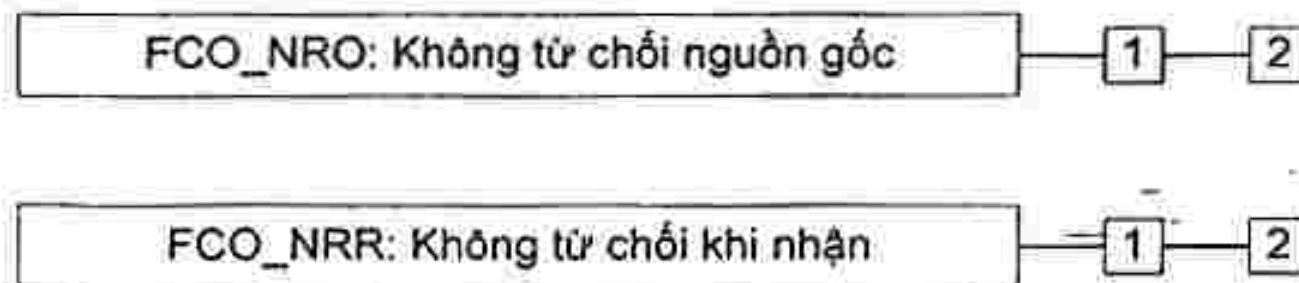 FCO_NRO: Không từ chối nguồn gốc 1 2
FCO_NRR: Không từ chối khi nhận 1 2